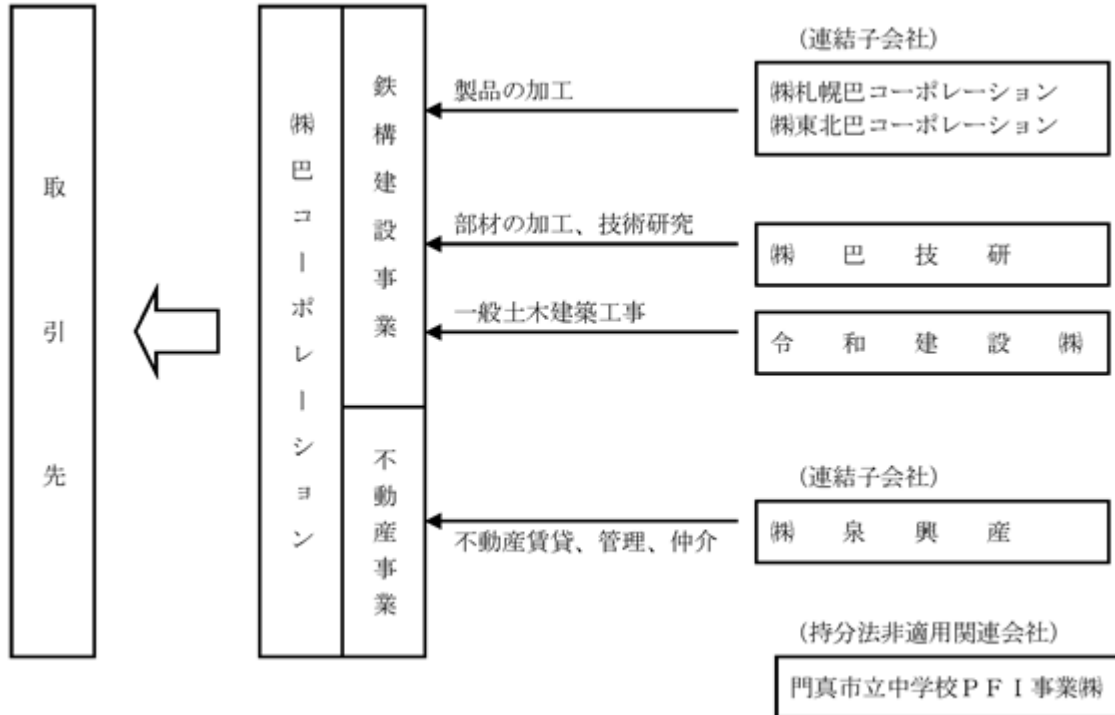 取引先
㈱巴コーポレーション
鉄構建設事業
不動産事業
(連結子会社)
製品の加工
㈱札幌巴コーポレーション
㈱東北巴コーポレーション
部材の加工、技術研究
㈱巴技研
一般土木建築工事
令和建設㈱
(連結子会社)
不動産賃貸、管理、仲介
㈱泉興産
(持分法非適用関連会社)
門真市立中学校ＰＦＩ事業㈱